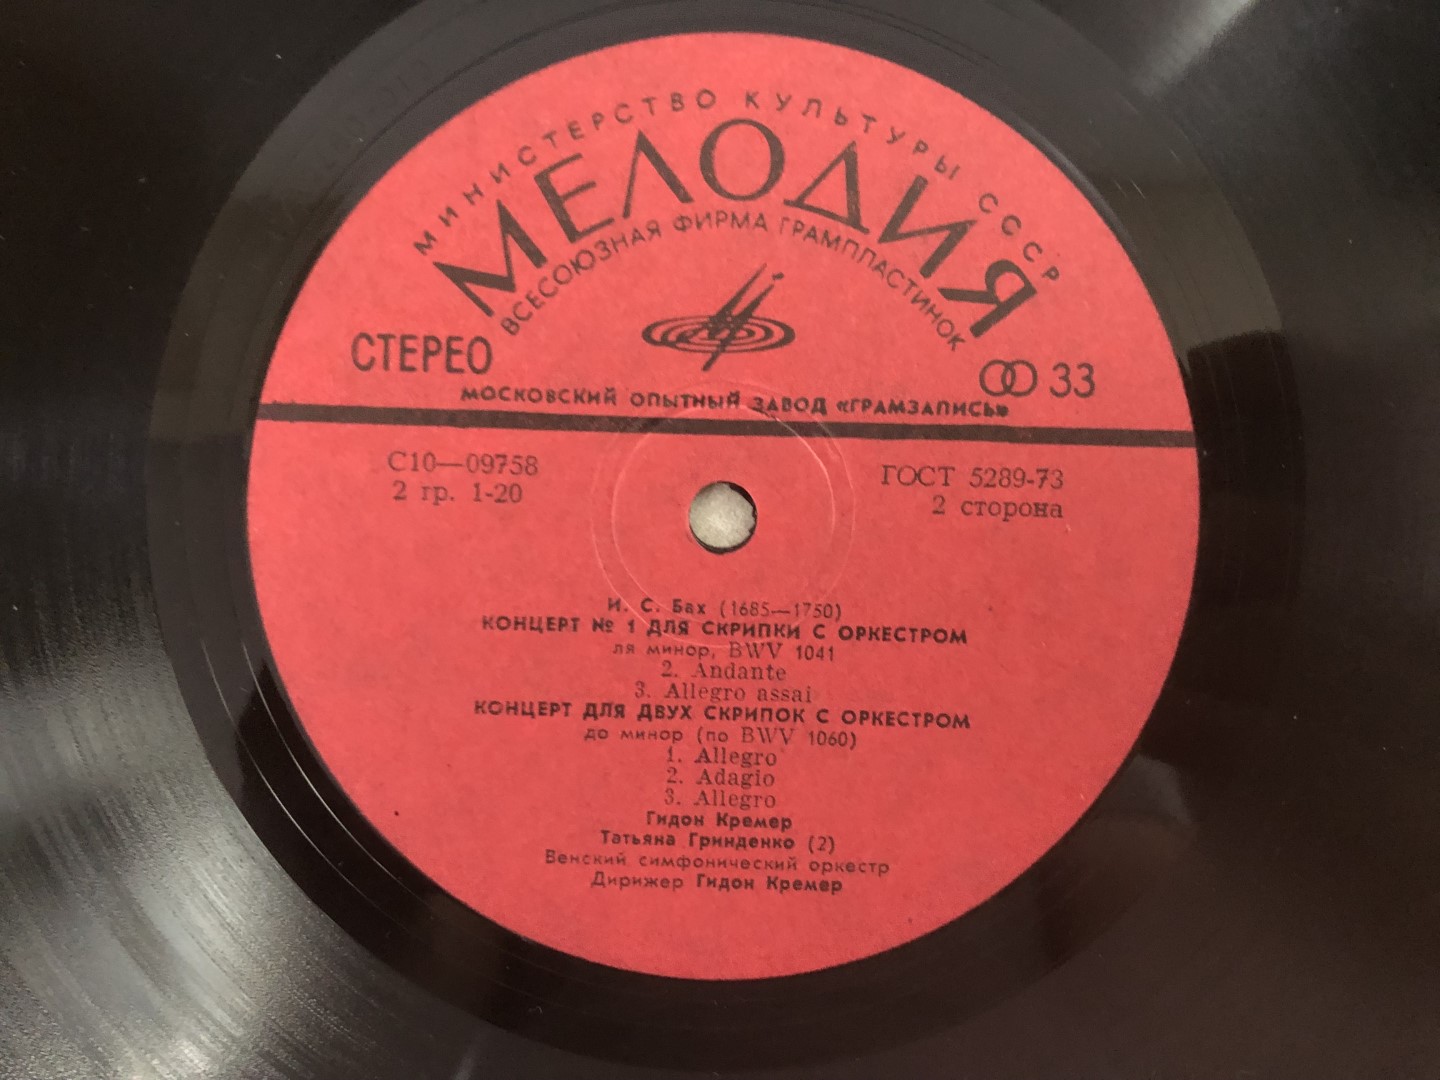 МИНИСТЕРСТВО КУЛЬТУРЫ СССР
МЕЛОДИЯ
ВСЕСОЮЗНАЯ ФИРМА ГРАМПЛАСТИНОК
СТЕРЕО
33
МОСКОВСКИЙ ОПЫТНЫЙ ЗАВОД «ГРАМЗАПИСЬ»
С10—09758
ГОСТ 5289-73
2 гр. 1-20
2 сторона
И. С. Бах (1685—1750)
КОНЦЕРТ № 1 ДЛЯ СКРИПКИ С ОРКЕСТРОМ
ля минор, BWV 1041
2. Andante
3. Allegro assai
КОНЦЕРТ ДЛЯ ДВУХ СКРИПОК С ОРКЕСТРОМ
до минор (по BWV 1060)
1. Allegro
2. Adagio
3. Allegro
Гидон Кремер
Татьяна Гринденко (2)
Венский симфонический оркестр
Дирижер Гидон Кремер